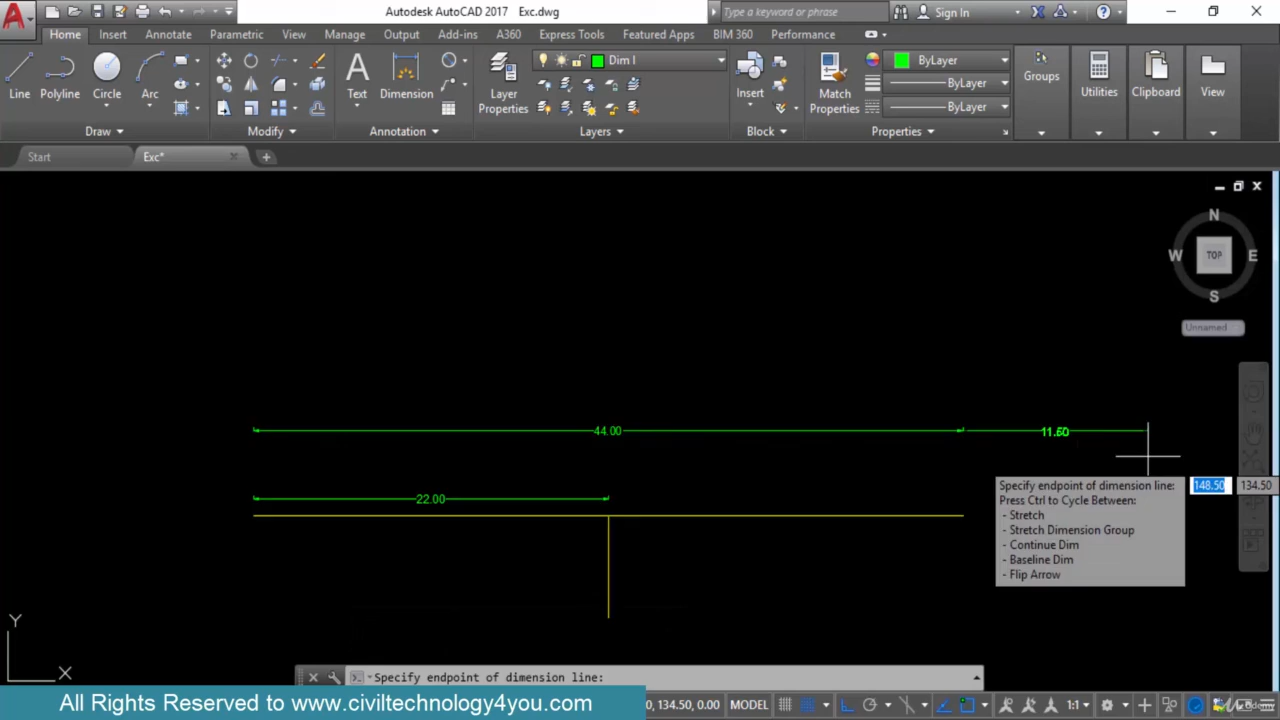 Autodesk AutoCAD 2017 Exc.dwg
Type a keyword or phrase
Sign In
Home Insert Annotate Parametric View Manage Output Add-ins A360 Express Tools Featured Apps BIM 360 Performance
Dim l
ByLayer
ByLayer
ByLayer
Line Polyline Circle Arc
Text Dimension
Layer Properties
Insert
Match Properties
Groups
Utilities
Clipboard
View
Draw Modify Annotation Layers Block Properties
Start Exc*
N
W TOP E
S
Unnamed
44.00
22.00
Specify endpoint of dimension line: 148.50 134.50
Press Ctrl to Cycle Between:
- Stretch
- Stretch Dimension Group
- Continue Dim
- Baseline Dim
- Flip Arrow
Y
X
Specify endpoint of dimension line:
All Rights Reserved to www.civiltechnology4you.com
0, 134.50, 0.00 MODEL
1:1